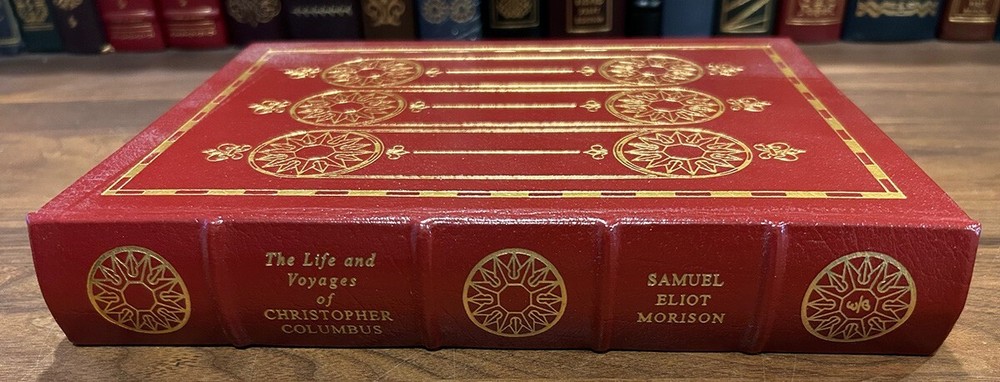 The Life and
Voyages
of
CHRISTOPHER
COLUMBUS
SAMUEL
ELIOT
MORISON